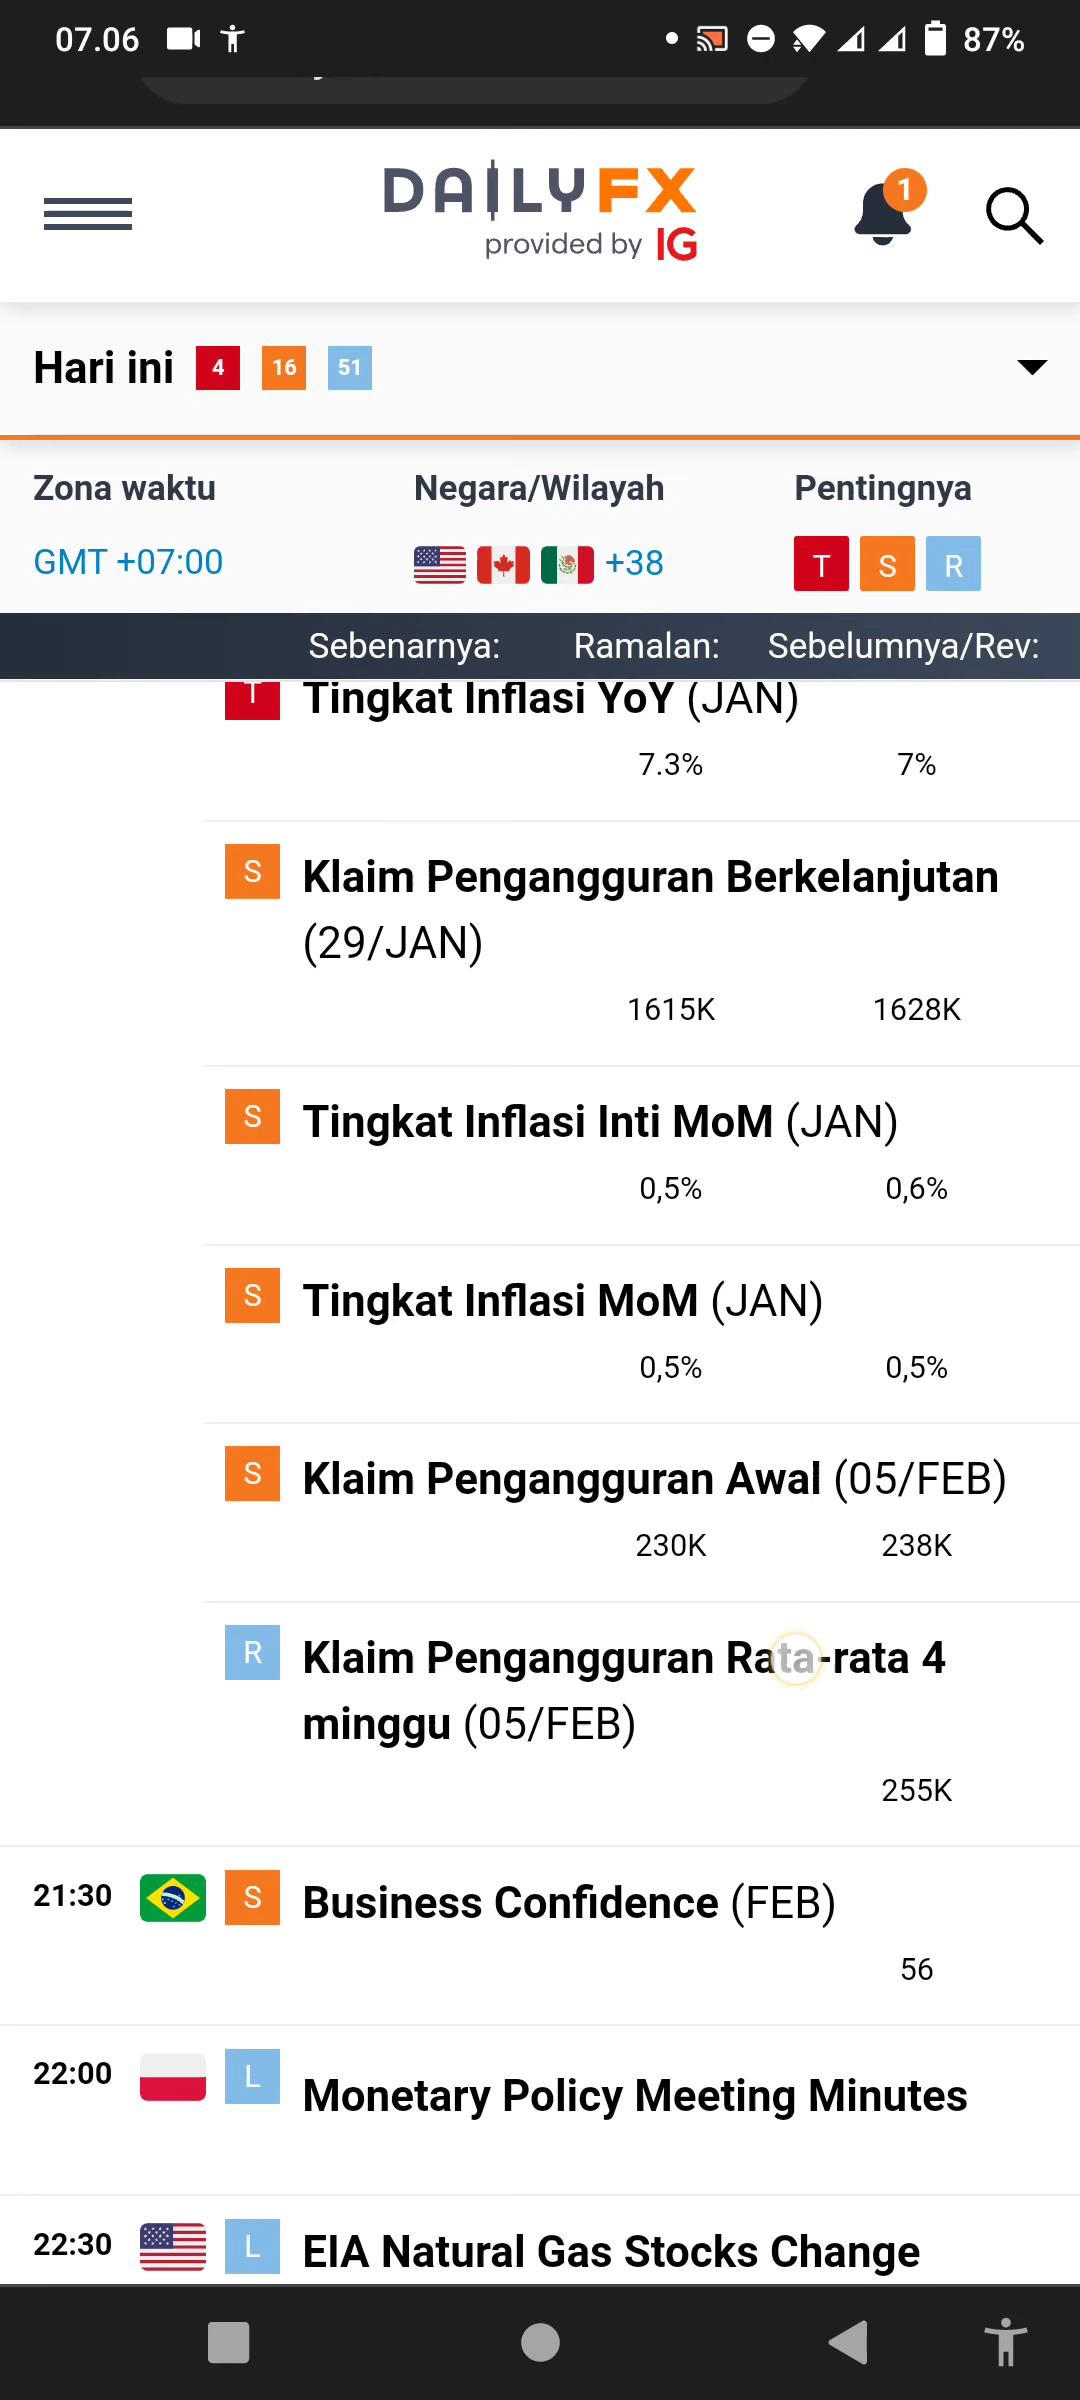 07.06 87%
DAILYFX
provided by IG
1
Hari ini 4 16 51
Zona waktu Negara/Wilayah Pentingnya
GMT +07:00 +38 T S R
Sebenarnya: Ramalan: Sebelumnya/Rev:
T Tingkat Inflasi YoY (JAN)
7.3% 7%
S Klaim Pengangguran Berkelanjutan
(29/JAN)
1615K 1628K
S Tingkat Inflasi Inti MoM (JAN)
0,5% 0,6%
S Tingkat Inflasi MoM (JAN)
0,5% 0,5%
S Klaim Pengangguran Awal (05/FEB)
230K 238K
R Klaim Pengangguran Rata-rata 4
minggu (05/FEB)
255K
21:30 S Business Confidence (FEB)
56
22:00 L Monetary Policy Meeting Minutes
22:30 L EIA Natural Gas Stocks Change